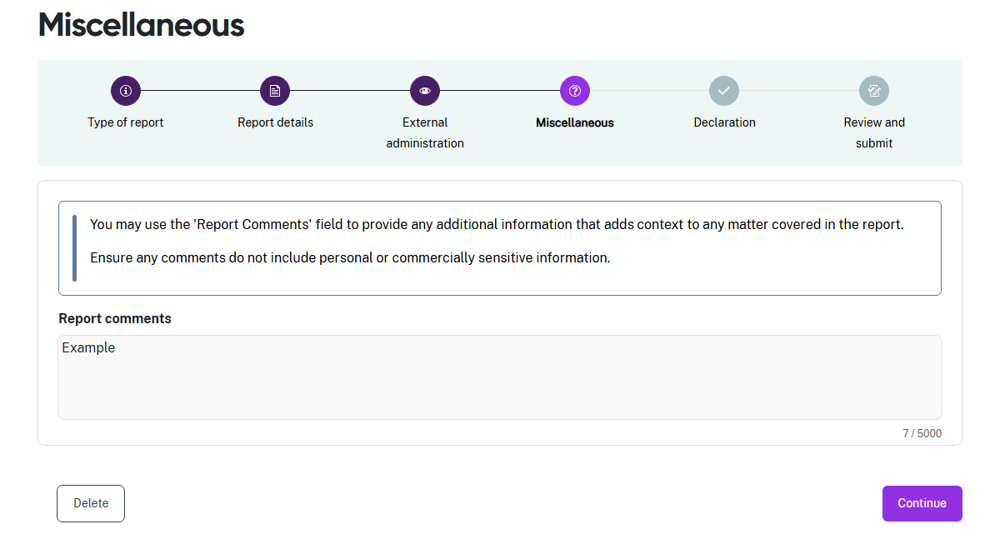 Miscellaneous
Type of report
Report details
External
administration
Miscellaneous
Declaration
Review and
submit
You may use the 'Report Comments' field to provide any additional information that adds context to any matter covered in the report.
Ensure any comments do not include personal or commercially sensitive information.
Report comments
Example
7 / 5000
Delete
Continue